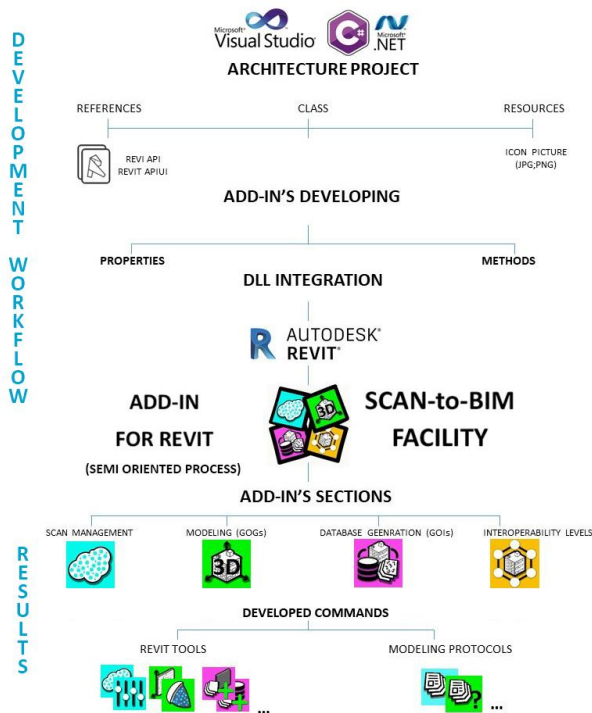 DEVELOPMENT WORKFLOW
Microsoft®
Visual Studio®
C#
Microsoft®
.NET
ARCHITECTURE PROJECT
REFERENCES
CLASS
RESOURCES
REVI API
REVIT APIUI
ICON PICTURE
(JPG;PNG)
ADD-IN'S DEVELOPING
PROPERTIES
METHODS
DLL INTEGRATION
R AUTODESK®
REVIT®
ADD-IN
FOR REVIT
(SEMI ORIENTED PROCESS)
3D
SCAN-to-BIM
FACILITY
ADD-IN'S SECTIONS
RESULTS
SCAN MANAGEMENT
MODELING (GOGs)
DATABASE GEENRATION (GOIs)
INTEROPERABILITY LEVELS
3D
DEVELOPED COMMANDS
REVIT TOOLS
MODELING PROTOCOLS
...
?
...